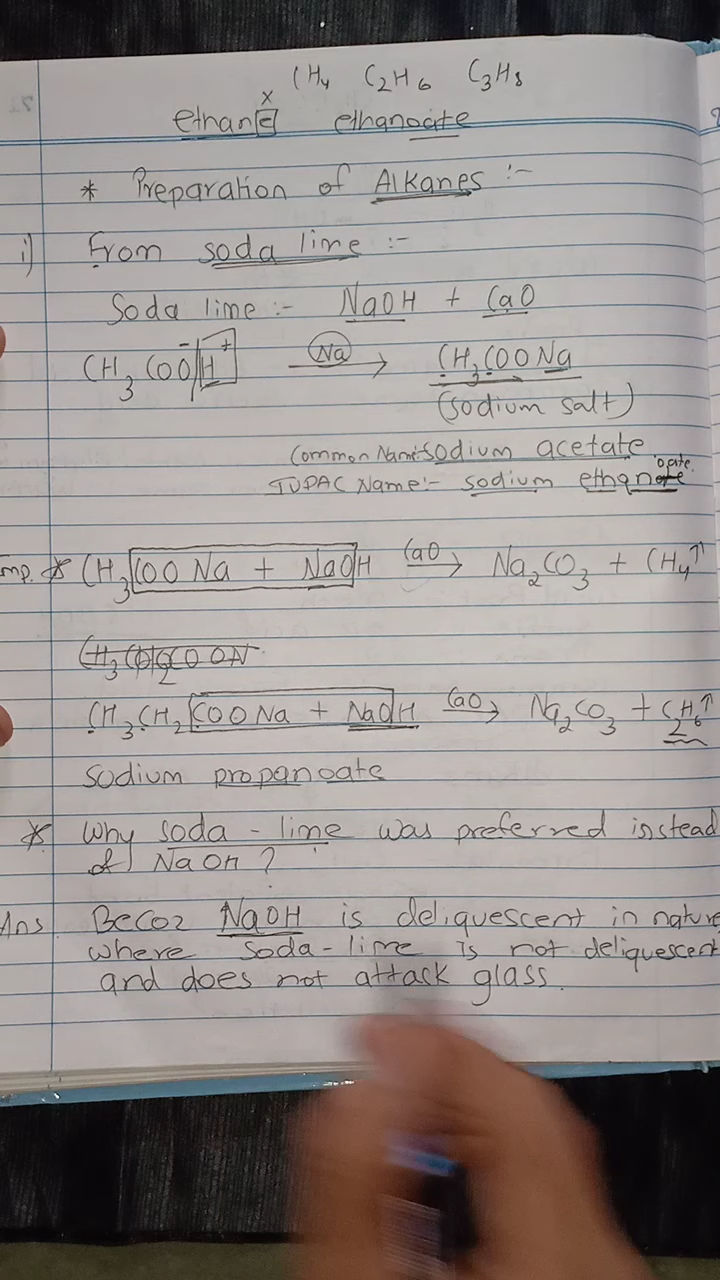 CH4 C2H6 C3H8
x
ethane ethanoate
* Preparation of Alkanes :-
i) From soda lime :-
Soda lime :- NaOH + CaO
CH3COO⁻/H⁺ —Na→ CH3COONa
(sodium salt)
Common Name:- Sodium acetate
IUPAC Name:- sodium ethanoate
Imp. * CH3COONa + NaOH —CaO→ Na2CO3 + CH4↑
CH3CH2COONa + NaOH —CaO→ Na2CO3 + C2H6↑
Sodium propanoate
* Why soda-lime was preferred instead
of NaOH ?
Ans Becoz NaOH is deliquescent in nature
where soda-lime is not deliquescent
and does not attack glass.